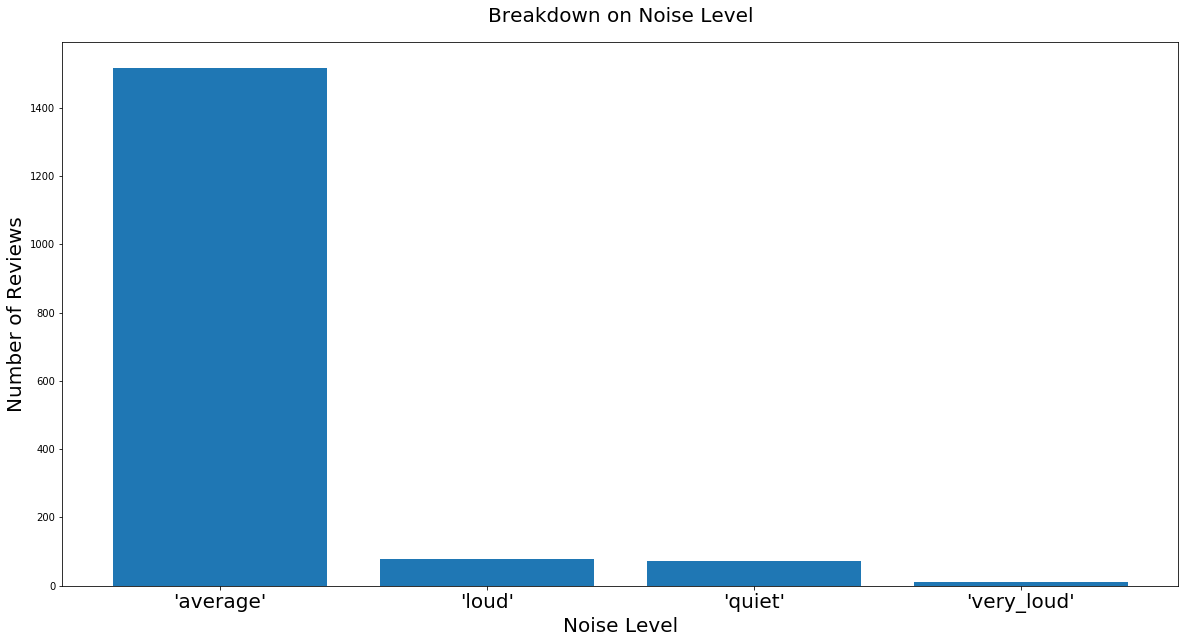 Breakdown on Noise Level
Number of Reviews
1400
1200
1000
800
600
400
200
0
'average' 'loud' 'quiet' 'very_loud'
Noise Level